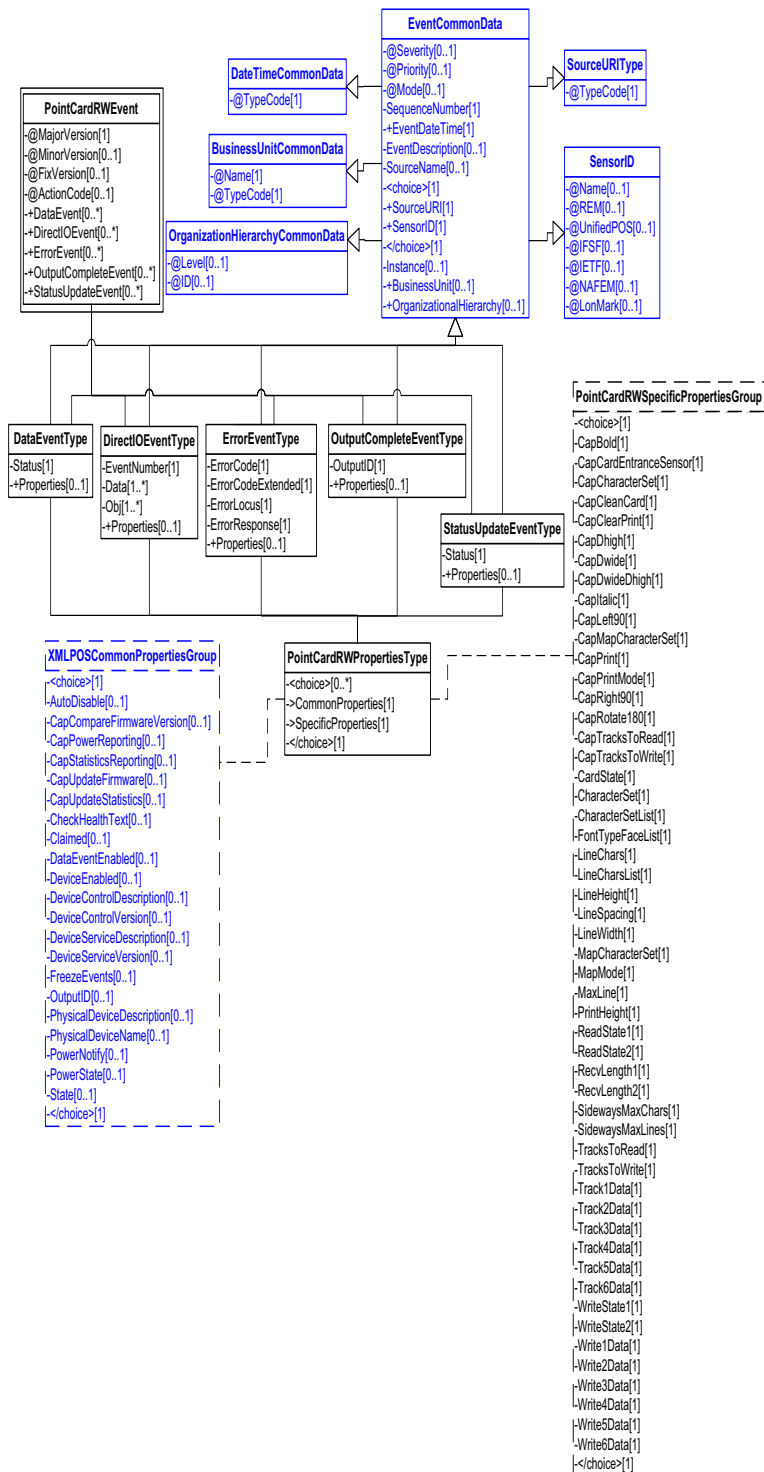 EventCommonData
-@Severity[0..1]
-@Priority[0..1]
-@Mode[0..1]
-SequenceNumber[1]
-+EventDateTime[1]
-EventDescription[0..1]
-SourceName[0..1]
-<choice>[1]
-+SourceURI[1]
-+SensorID[1]
-</choice>[1]
-Instance[0..1]
-+BusinessUnit[0..1]
-+OrganizationalHierarchy[0..1]
DateTimeCommonData
-@TypeCode[1]
SourceURIType
-@TypeCode[1]
PointCardRWEvent
-@MajorVersion[1]
-@MinorVersion[0..1]
-@FixVersion[0..1]
-@ActionCode[0..1]
-+DataEvent[0..*]
-+DirectIOEvent[0..*]
-+ErrorEvent[0..*]
-+OutputCompleteEvent[0..*]
-+StatusUpdateEvent[0..*]
BusinessUnitCommonData
-@Name[1]
-@TypeCode[1]
SensorID
-@Name[0..1]
-@REM[0..1]
-@UnifiedPOS[0..1]
-@IFSF[0..1]
-@IETF[0..1]
-@NAFEM[0..1]
-@LonMark[0..1]
OrganizationHierarchyCommonData
-@Level[0..1]
-@ID[0..1]
DataEventType
-Status[1]
-+Properties[0..1]
DirectIOEventType
-EventNumber[1]
-Data[1..*]
-Obj[1..*]
-+Properties[0..1]
ErrorEventType
-ErrorCode[1]
-ErrorCodeExtended[1]
-ErrorLocus[1]
-ErrorResponse[1]
-+Properties[0..1]
OutputCompleteEventType
-OutputID[1]
-+Properties[0..1]
StatusUpdateEventType
-Status[1]
-+Properties[0..1]
PointCardRWSpecificPropertiesGroup
-<choice>[1]
-CapBold[1]
-CapCardEntranceSensor[1]
-CapCharacterSet[1]
-CapCleanCard[1]
-CapClearPrint[1]
-CapDhigh[1]
-CapDwide[1]
-CapDwideDhigh[1]
-CapItalic[1]
-CapLeft90[1]
-CapMapCharacterSet[1]
-CapPrint[1]
-CapPrintMode[1]
-CapRight90[1]
-CapRotate180[1]
-CapTracksToRead[1]
-CapTracksToWrite[1]
-CardState[1]
-CharacterSet[1]
-CharacterSetList[1]
-FontTypeFaceList[1]
-LineChars[1]
-LineCharsList[1]
-LineHeight[1]
-LineSpacing[1]
-LineWidth[1]
-MapCharacterSet[1]
-MapMode[1]
-MaxLine[1]
-PrintHeight[1]
-ReadState1[1]
-ReadState2[1]
-RecvLength1[1]
-RecvLength2[1]
-SidewaysMaxChars[1]
-SidewaysMaxLines[1]
-TracksToRead[1]
-TracksToWrite[1]
-Track1Data[1]
-Track2Data[1]
-Track3Data[1]
-Track4Data[1]
-Track5Data[1]
-Track6Data[1]
-WriteState1[1]
-WriteState2[1]
-Write1Data[1]
-Write2Data[1]
-Write3Data[1]
-Write4Data[1]
-Write5Data[1]
-Write6Data[1]
-</choice>[1]
XMLPOSCommonPropertiesGroup
-<choice>[1]
-AutoDisable[0..1]
-CapCompareFirmwareVersion[0..1]
-CapPowerReporting[0..1]
-CapStatisticsReporting[0..1]
-CapUpdateFirmware[0..1]
-CapUpdateStatistics[0..1]
-CheckHealthText[0..1]
-Claimed[0..1]
-DataEventEnabled[0..1]
-DeviceEnabled[0..1]
-DeviceControlDescription[0..1]
-DeviceControlVersion[0..1]
-DeviceServiceDescription[0..1]
-DeviceServiceVersion[0..1]
-FreezeEvents[0..1]
-OutputID[0..1]
-PhysicalDeviceDescription[0..1]
-PhysicalDeviceName[0..1]
-PowerNotify[0..1]
-PowerState[0..1]
-State[0..1]
-</choice>[1]
PointCardRWPropertiesType
-<choice>[0..*]
->CommonProperties[1]
->SpecificProperties[1]
-</choice>[1]